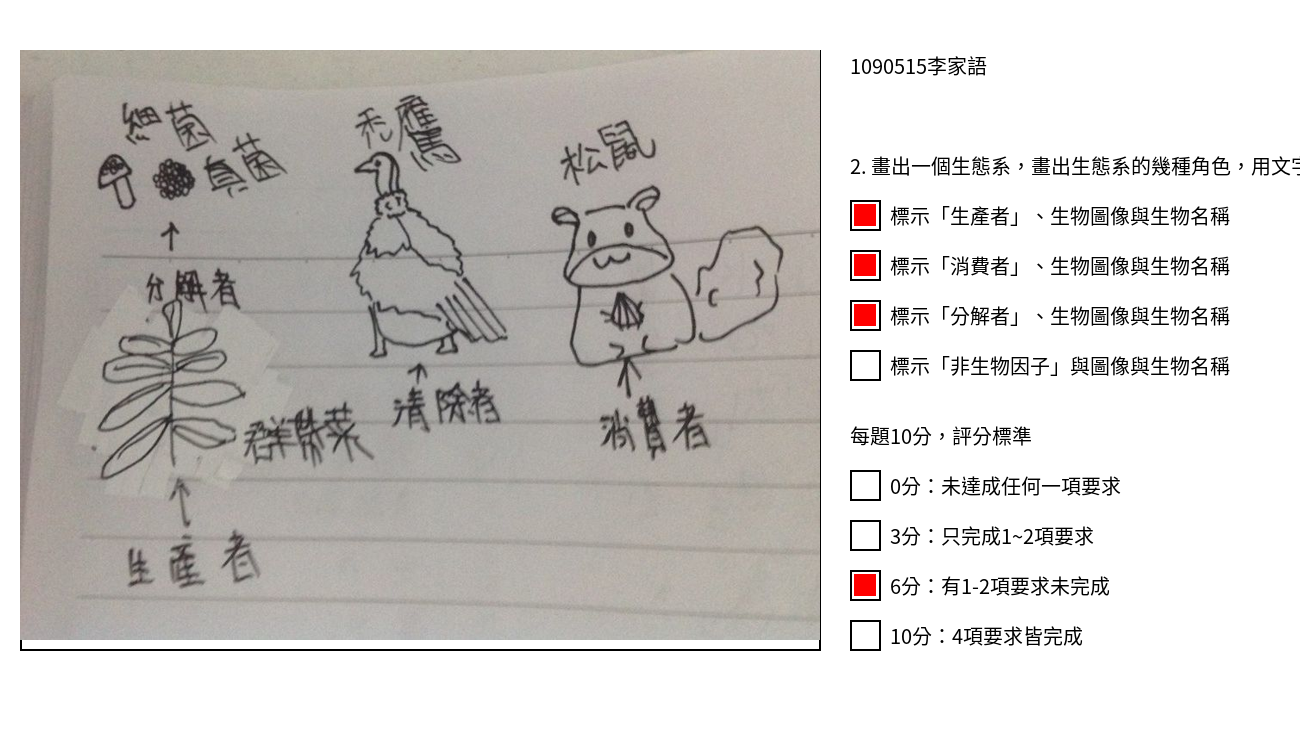 細菌
真菌
禿鷹
松鼠
分解者
清除者
群
菜
消費者
生產者
1090515李家語
2. 畫出一個生態系，畫出生態系的幾種角色，用文字
標示「生產者」、生物圖像與生物名稱
標示「消費者」、生物圖像與生物名稱
標示「分解者」、生物圖像與生物名稱
標示「非生物因子」與圖像與生物名稱
每題10分，評分標準
0分：未達成任何一項要求
3分：只完成1~2項要求
6分：有1-2項要求未完成
10分：4項要求皆完成